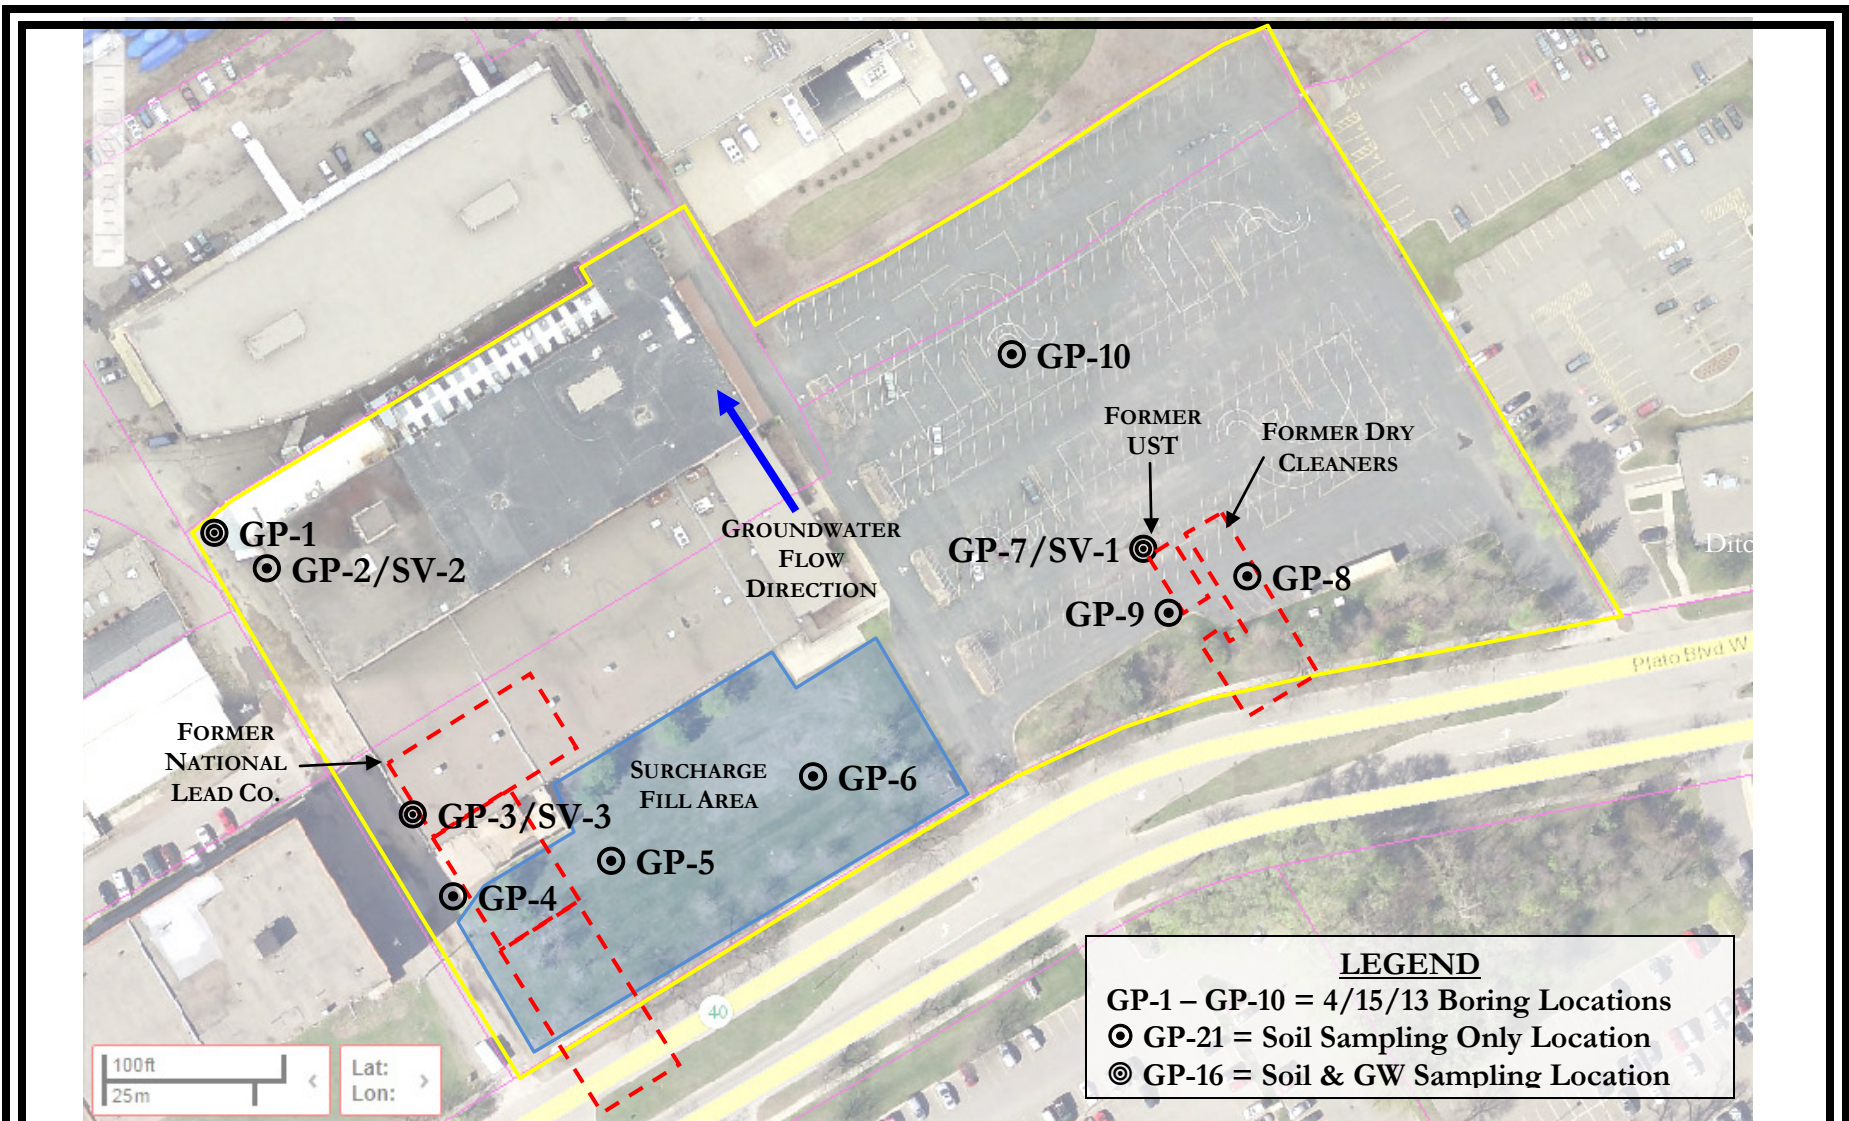 GP-10
FORMER
UST
FORMER DRY
CLEANERS
GP-1
GP-2/SV-2
GROUNDWATER
FLOW
DIRECTION
GP-7/SV-1
GP-8
GP-9
Ditc
Plato Blvd W
FORMER
NATIONAL
LEAD CO.
SURCHARGE
FILL AREA
GP-6
GP-3/SV-3
GP-5
GP-4
40
LEGEND
GP-1 – GP-10 = 4/15/13 Boring Locations
GP-21 = Soil Sampling Only Location
GP-16 = Soil & GW Sampling Location
100ft
25m
Lat:
Lon: